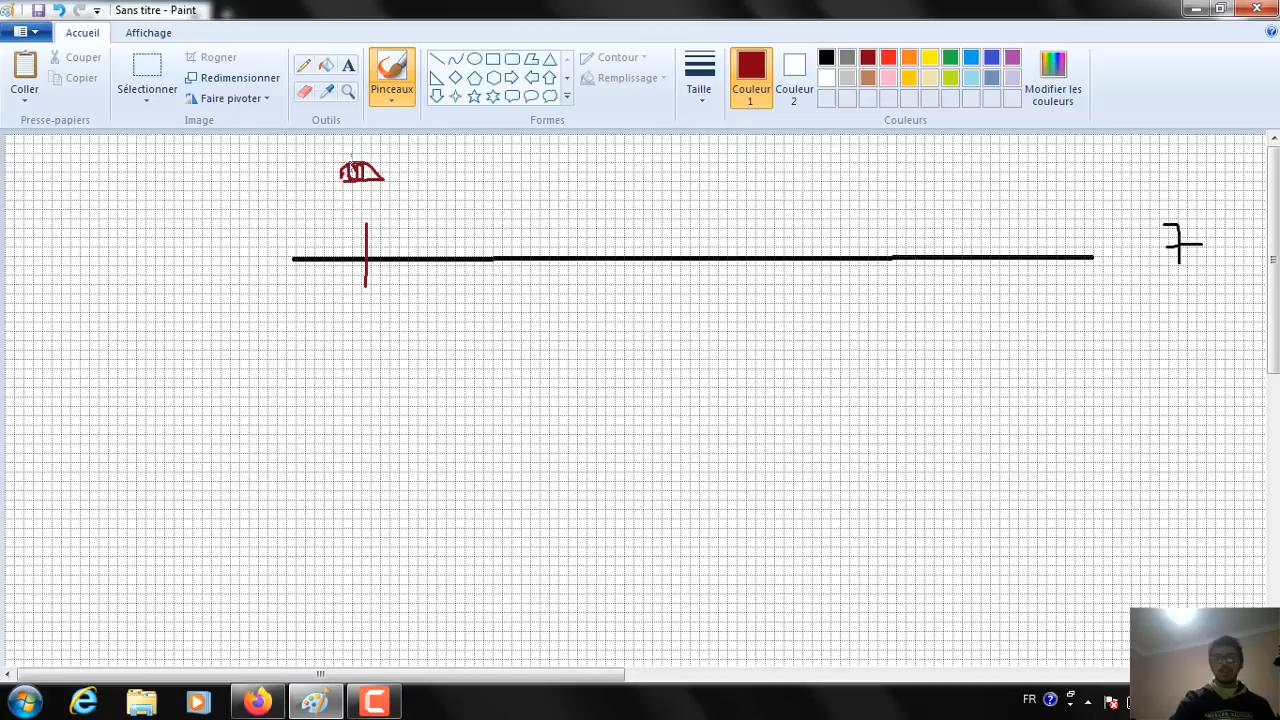 Sans titre - Paint
Accueil Affichage
Coller
Couper
Copier
Presse-papiers
Sélectionner
Rogner
Redimensionner
Faire pivoter
Image
A
Outils
Pinceaux
Contour
Remplissage
Formes
Taille
Couleur 1
Couleur 2
Modifier les couleurs
Couleurs
7
FR